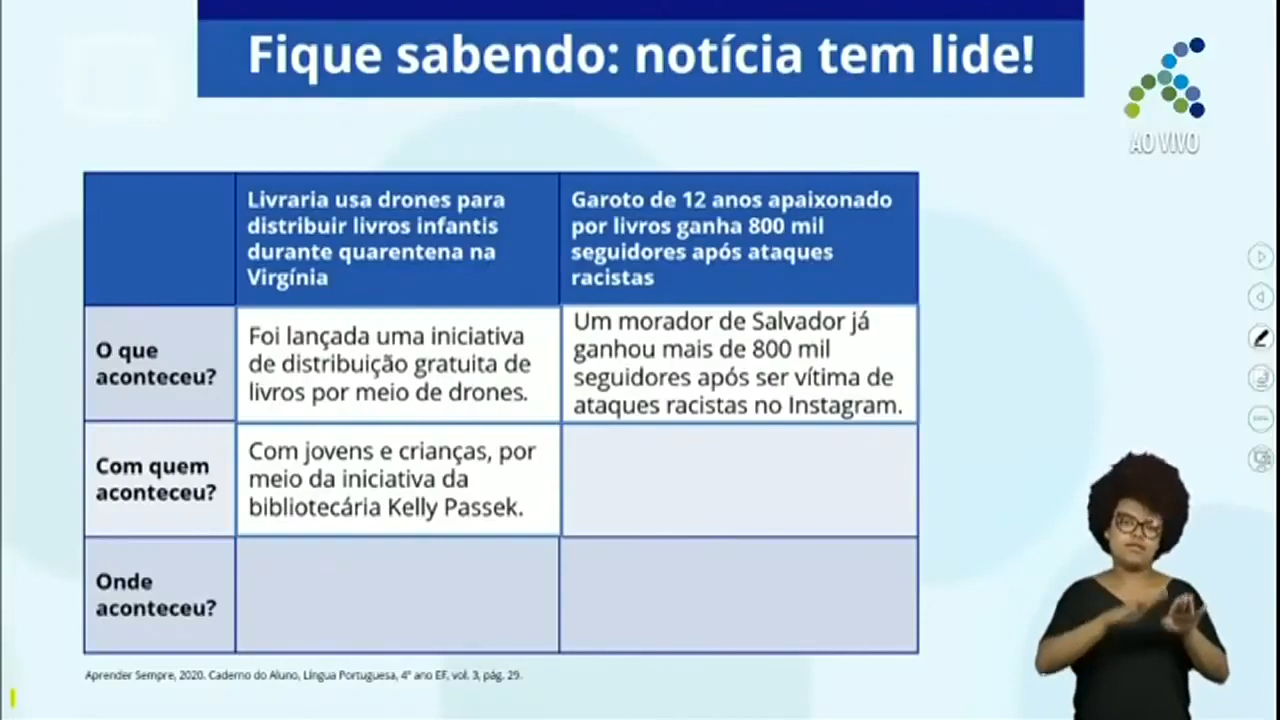 Fique sabendo: notícia tem lide!
AO VIVO
Livraria usa drones para
distribuir livros infantis
durante quarentena na
Virgínia
Garoto de 12 anos apaixonado
por livros ganha 800 mil
seguidores após ataques
racistas
O que
aconteceu?
Foi lançada uma iniciativa
de distribuição gratuita de
livros por meio de drones.
Um morador de Salvador já
ganhou mais de 800 mil
seguidores após ser vítima de
ataques racistas no Instagram.
Com quem
aconteceu?
Com jovens e crianças, por
meio da iniciativa da
bibliotecária Kelly Passek.
Onde
aconteceu?
Aprender Sempre, 2020. Caderno do Aluno, Língua Portuguesa, 4º ano EF, vol. 3, pág. 29.